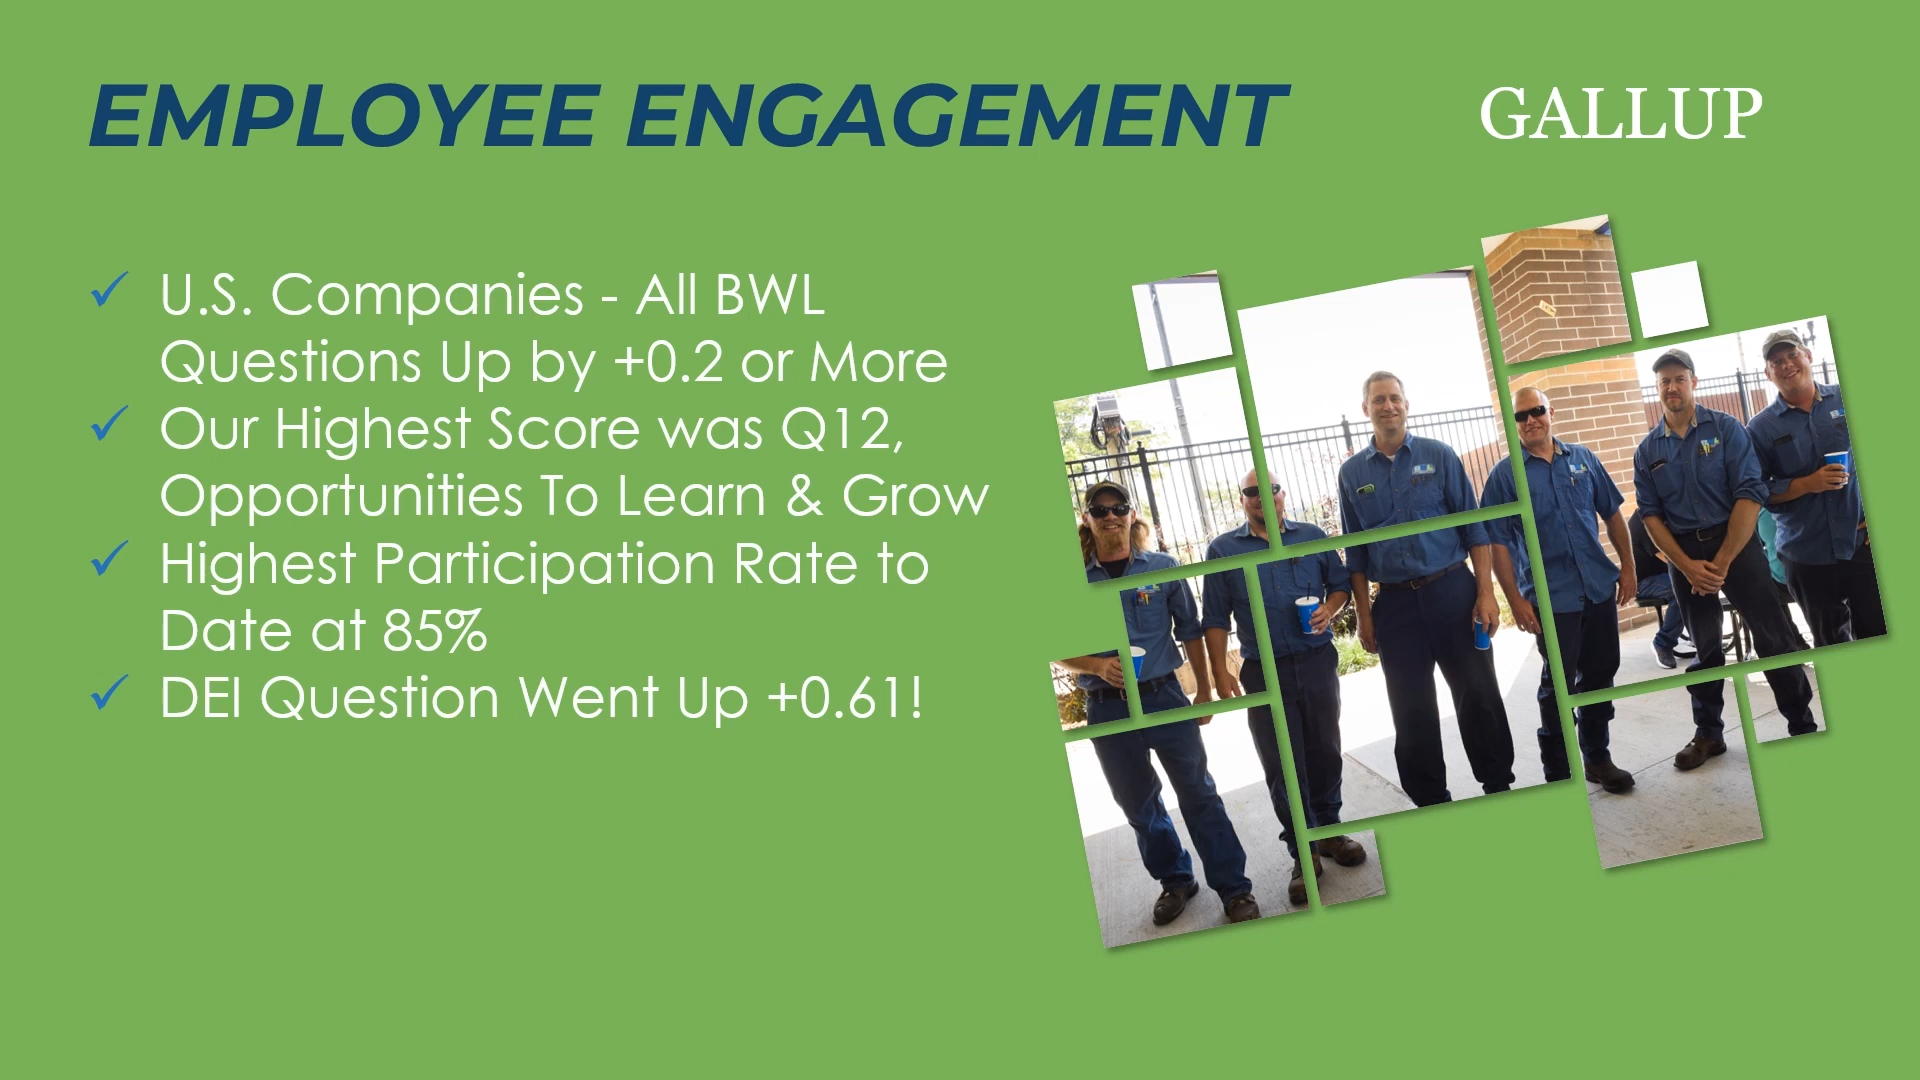 EMPLOYEE ENGAGEMENT
GALLUP
✓ U.S. Companies - All BWL
Questions Up by +0.2 or More
✓ Our Highest Score was Q12,
Opportunities To Learn & Grow
✓ Highest Participation Rate to
Date at 85%
✓ DEI Question Went Up +0.61!